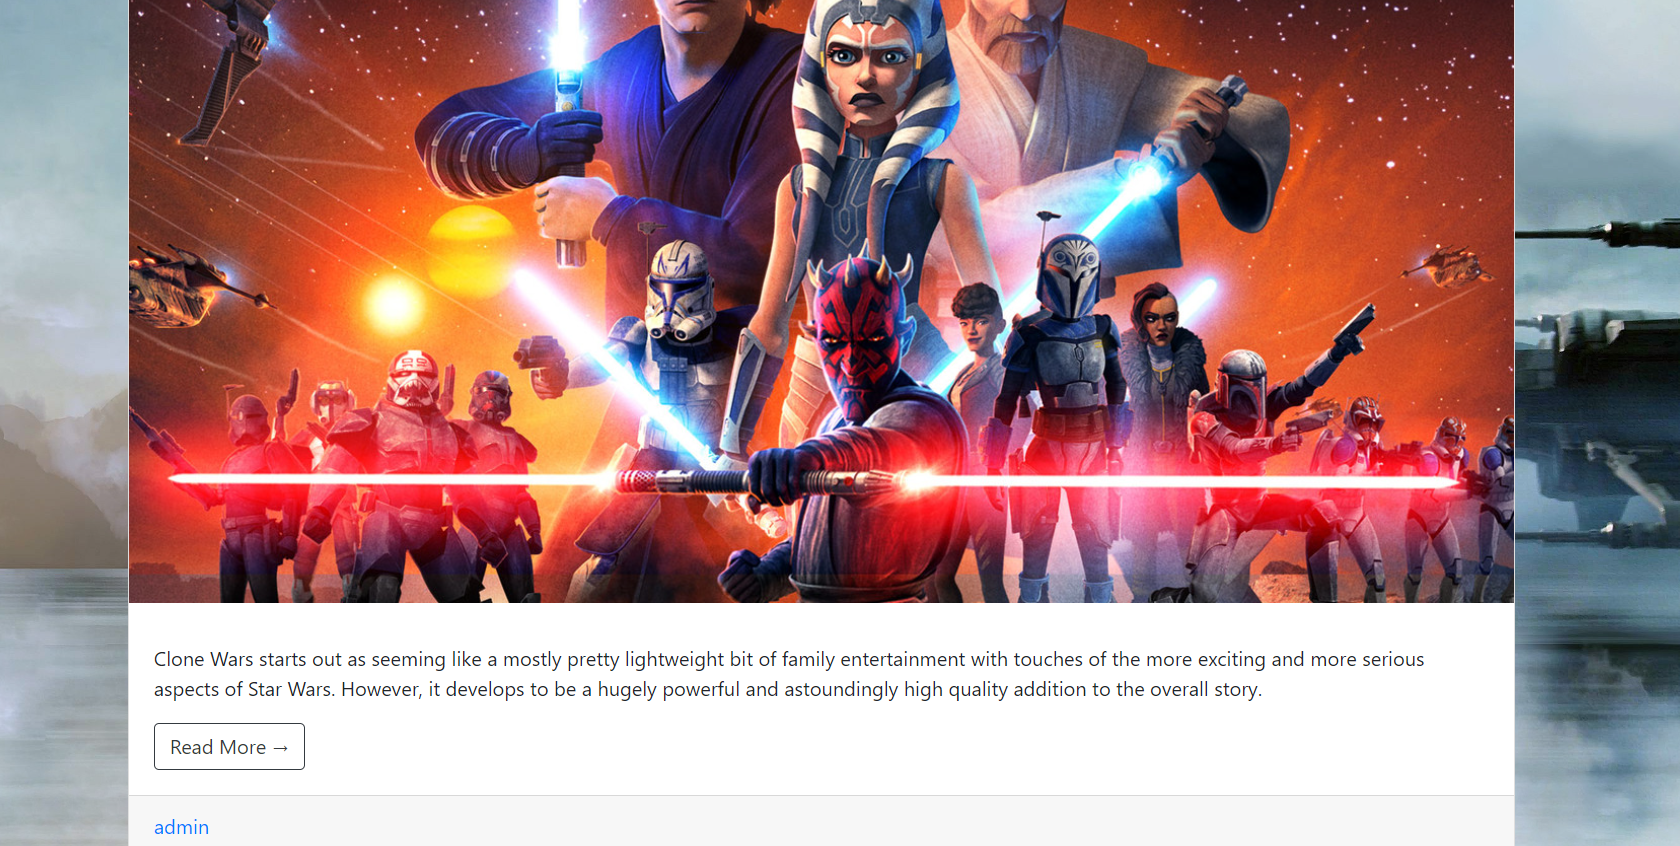 Clone Wars starts out as seeming like a mostly pretty lightweight bit of family entertainment with touches of the more exciting and more serious
aspects of Star Wars. However, it develops to be a hugely powerful and astoundingly high quality addition to the overall story.
Read More →
admin